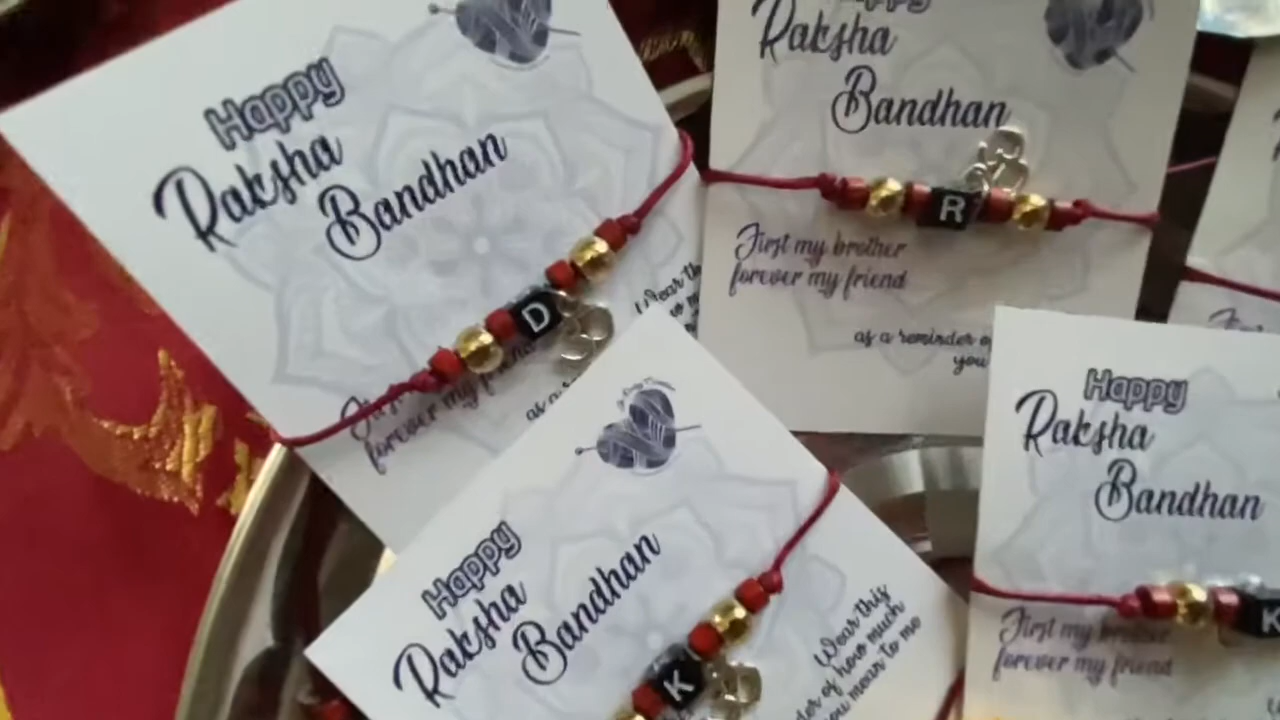 Happy
Raksha
Bandhan
D
forever my
as a
Happy
Raksha
Bandhan
R
First my brother
forever my friend
as a reminder
you
Happy
Raksha
Bandhan
K
Wear this
of how much
you mean to me
Happy
Raksha
Bandhan
K
First my brother
forever my friend